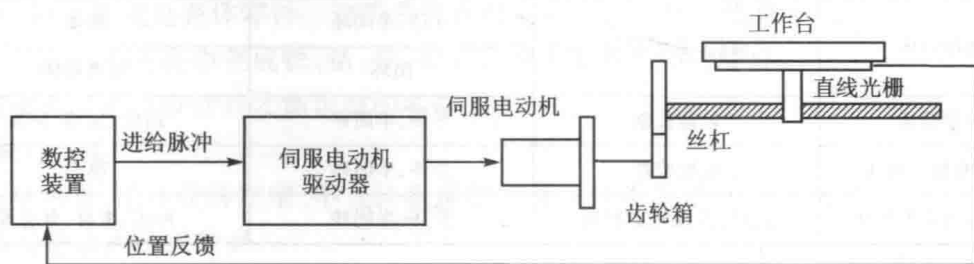 工作台
直线光栅
伺服电动机
进给脉冲
数控
装置
伺服电动机
驱动器
丝杠
齿轮箱
位置反馈